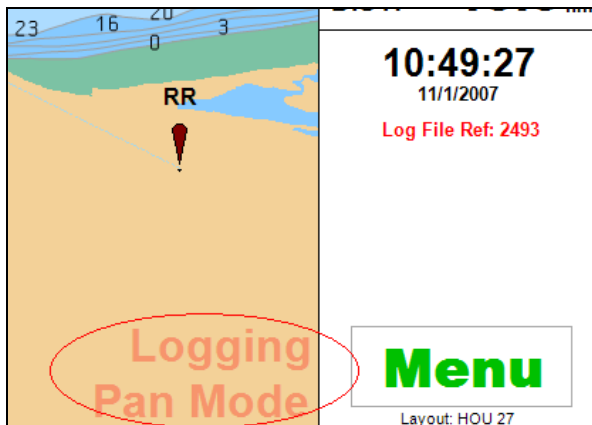 23
16
20
0
3
RR
Logging
Pan Mode
10:49:27
11/1/2007
Log File Ref: 2493
Menu
Layout: HOU 27